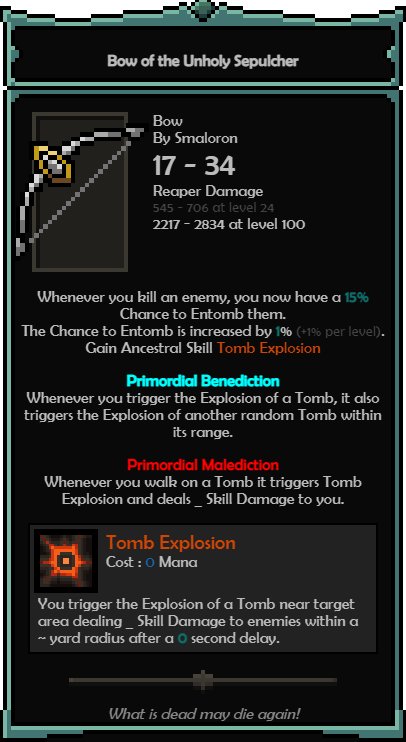 Bow of the Unholy Sepulcher
Bow
By Smaloron
17 - 34
Reaper Damage
545 - 706 at level 24
2217 - 2834 at level 100
Whenever you kill an enemy, you now have a 15%
Chance to Entomb them.
The Chance to Entomb is increased by 1% (+1% per level).
Gain Ancestral Skill Tomb Explosion
Primordial Benediction
Whenever you trigger the Explosion of a Tomb, it also
triggers the Explosion of another random Tomb within
its range.
Primordial Malediction
Whenever you walk on a Tomb it triggers Tomb
Explosion and deals _ Skill Damage to you.
Tomb Explosion
Cost : 0 Mana
You trigger the Explosion of a Tomb near target
area dealing _ Skill Damage to enemies within a
~ yard radius after a 0 second delay.
What is dead may die again!